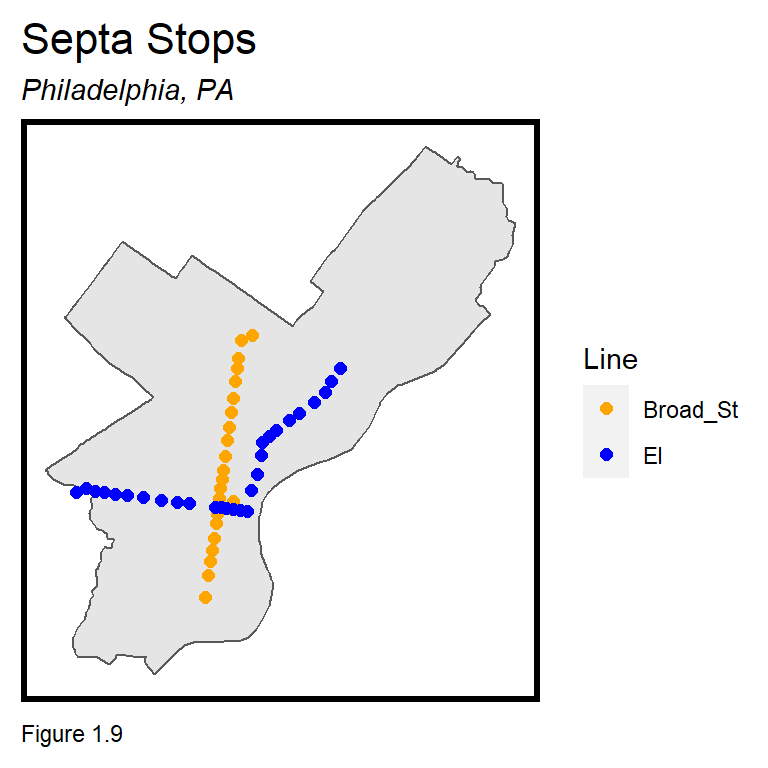 Septa Stops
Philadelphia, PA
Line
Broad_St
El
Figure 1.9